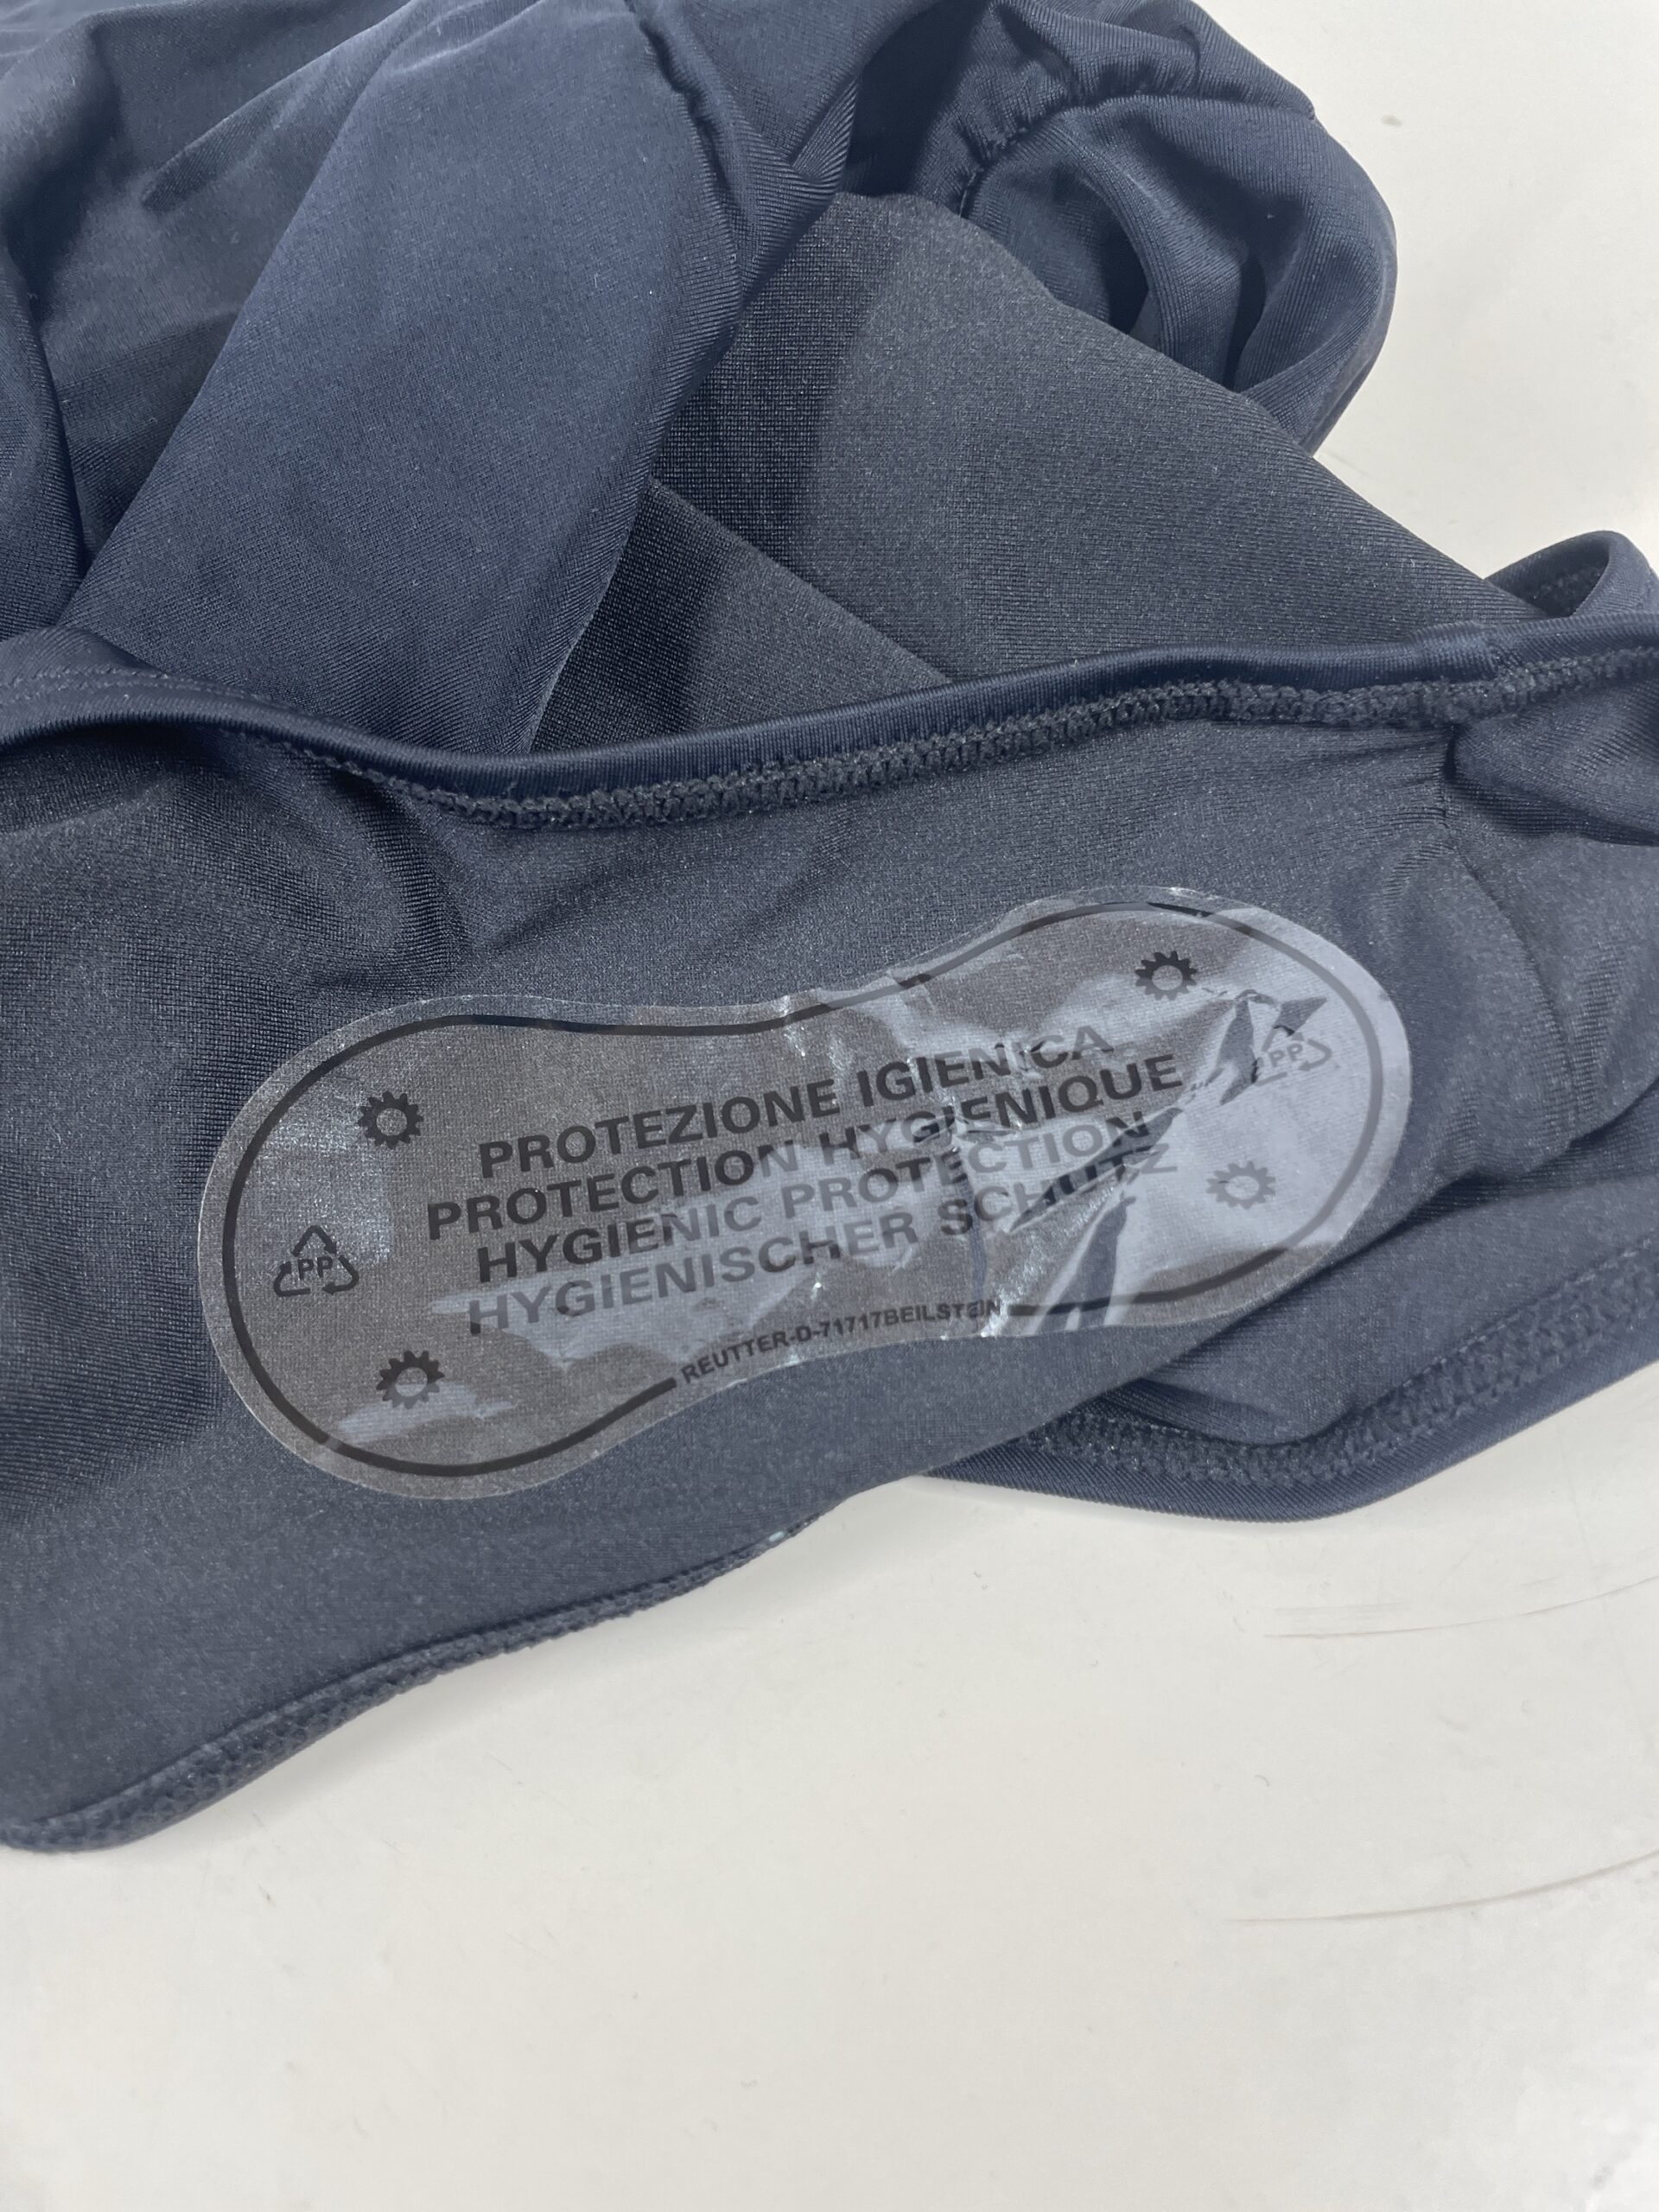 PROTEZIONE IGIENICA
PROTECTION HYGIENIQUE
HYGIENIC PROTECTION
HYGIENISCHER SCHUTZ
PP
PP
REUTTER-D-71717BEILSTEIN